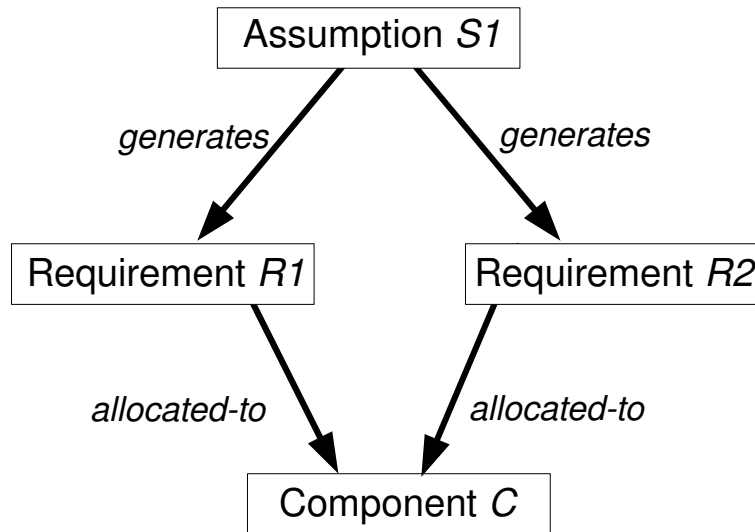 Assumption S1
generates
generates
Requirement R1
Requirement R2
allocated-to
allocated-to
Component C